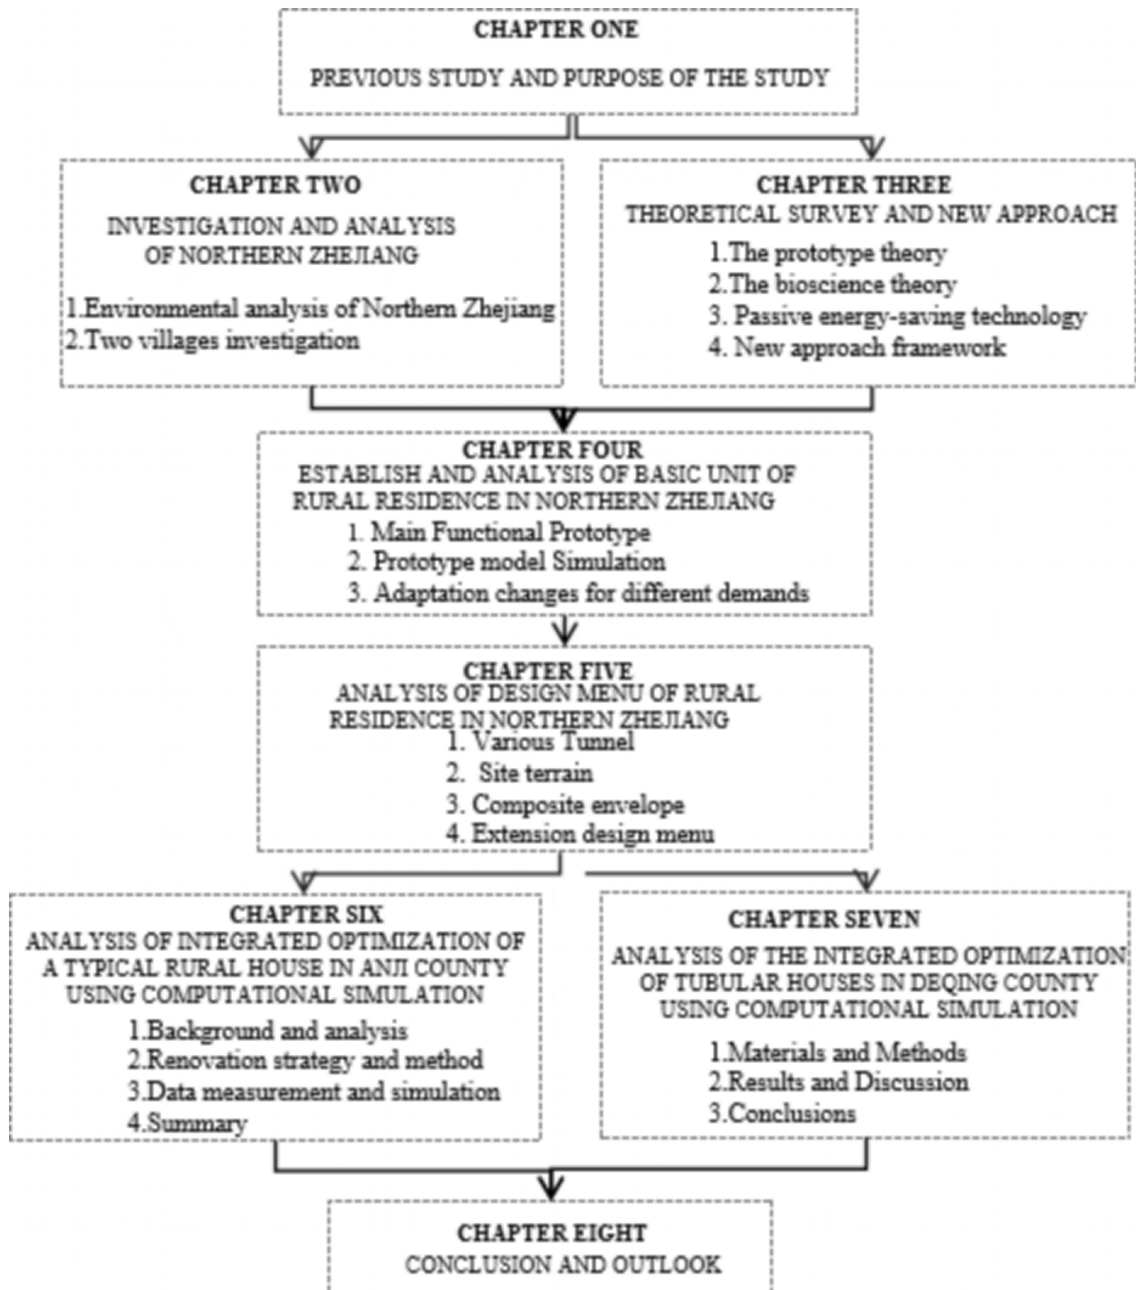 CHAPTER ONE
PREVIOUS STUDY AND PURPOSE OF THE STUDY
CHAPTER TWO
INVESTIGATION AND ANALYSIS
OF NORTHERN ZHEJIANG
1.Environmental analysis of Northern Zhejiang
2.Two villages investigation
CHAPTER THREE
THEORETICAL SURVEY AND NEW APPROACH
1.The prototype theory
2.The bioscience theory
3. Passive energy-saving technology
4. New approach framework
CHAPTER FOUR
ESTABLISH AND ANALYSIS OF BASIC UNIT OF
RURAL RESIDENCE IN NORTHERN ZHEJIANG
1. Main Functional Prototype
2. Prototype model Simulation
3. Adaptation changes for different demands
CHAPTER FIVE
ANALYSIS OF DESIGN MENU OF RURAL
RESIDENCE IN NORTHERN ZHEJIANG
1. Various Tunnel
2. Site terrain
3. Composite envelope
4. Extension design menu
CHAPTER SIX
ANALYSIS OF INTEGRATED OPTIMIZATION OF
A TYPICAL RURAL HOUSE IN ANJI COUNTY
USING COMPUTATIONAL SIMULATION
1.Background and analysis
2.Renovation strategy and method
3.Data measurement and simulation
4.Summary
CHAPTER SEVEN
ANALYSIS OF THE INTEGRATED OPTIMIZATION
OF TUBULAR HOUSES IN DEQING COUNTY
USING COMPUTATIONAL SIMULATION
1.Materials and Methods
2.Results and Discussion
3.Conclusions
CHAPTER EIGHT
CONCLUSION AND OUTLOOK